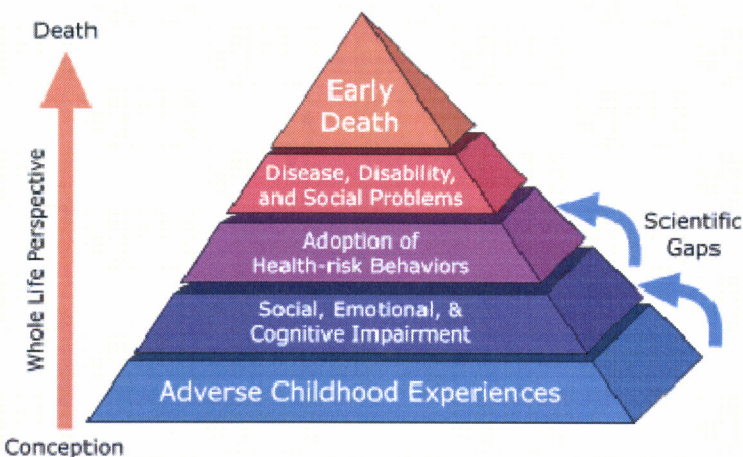 Death
Early
Death
Disease, Disability,
and Social Problems
Scientific
Gaps
Adoption of
Health-risk Behaviors
Whole Life Perspective
Social, Emotional, &
Cognitive Impairment
Adverse Childhood Experiences
Conception